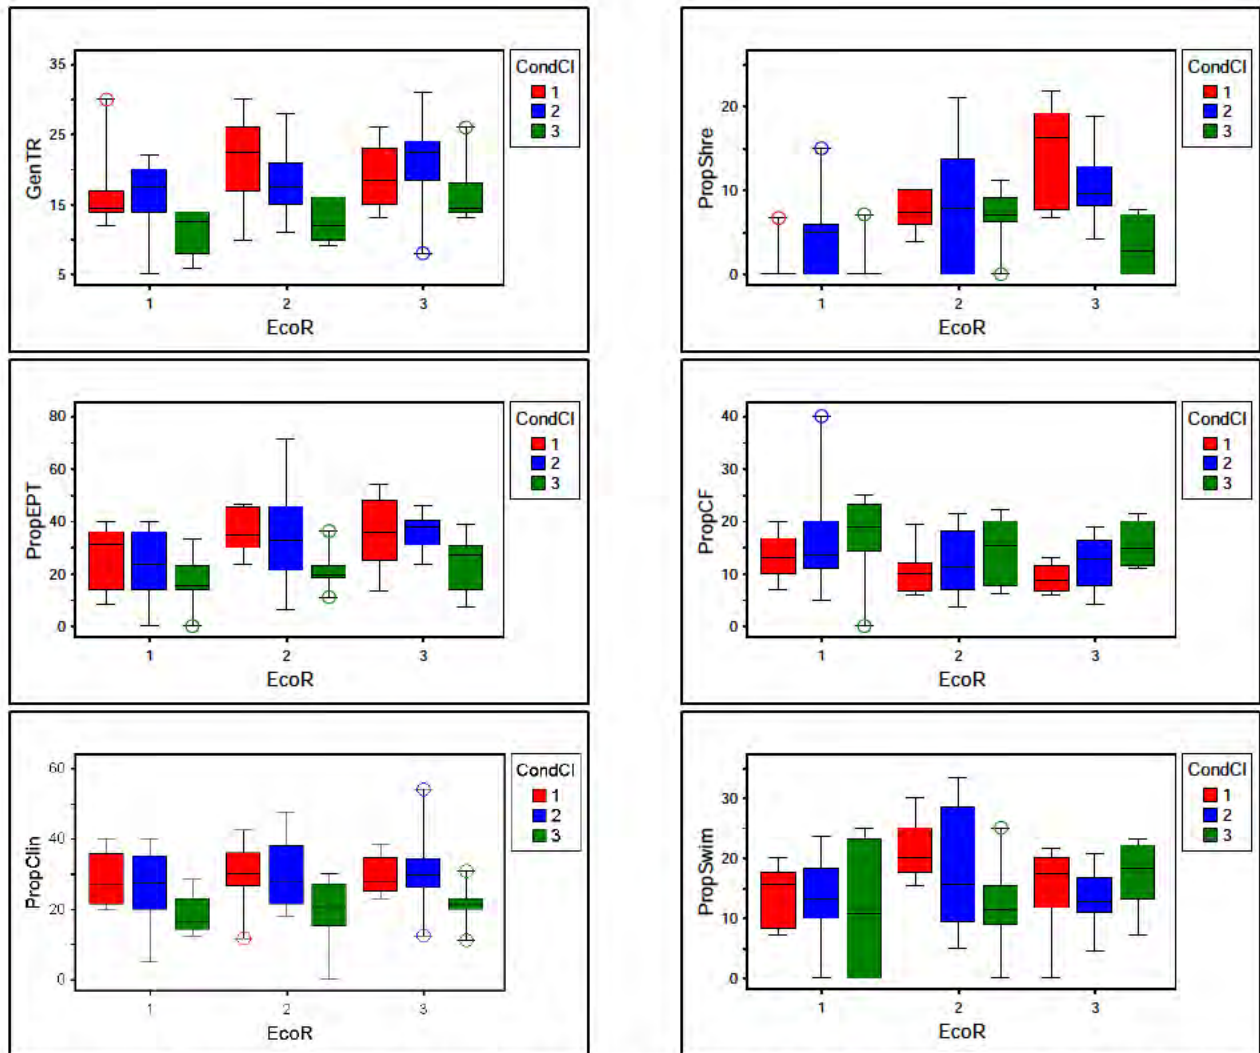 GenTR
35
25
15
5
1 2 3
EcoR
CondCl
1
2
3
PropShre
20
10
0
1 2 3
EcoR
CondCl
1
2
3
PropEPT
80
60
40
20
0
1 2 3
EcoR
CondCl
1
2
3
PropCF
40
30
20
10
0
1 2 3
EcoR
CondCl
1
2
3
PropClin
60
40
20
0
1 2 3
EcoR
CondCl
1
2
3
PropSwim
30
20
10
0
1 2 3
EcoR
CondCl
1
2
3